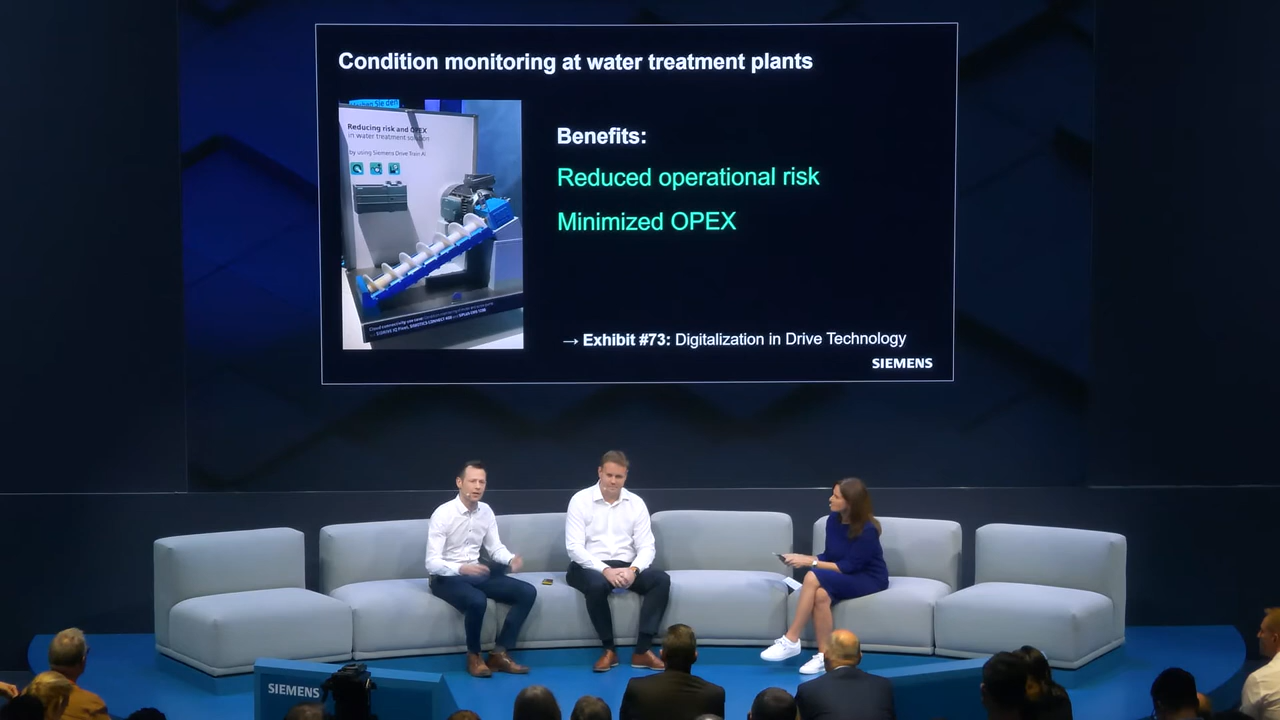 Condition monitoring at water treatment plants
Reducing risk and OPEX
in water treatment solution
by using Siemens Drive Train AI
Benefits:
Reduced operational risk
Minimized OPEX
→ Exhibit #73: Digitalization in Drive Technology
SIEMENS
SIEMENS